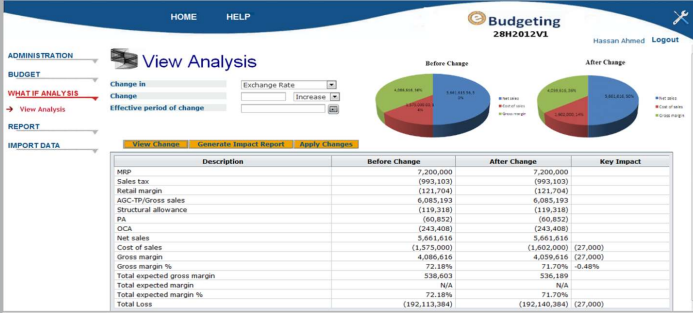 HOME HELP
eBudgeting
28H2012V1
Hassan Ahmed Logout
ADMINISTRATION
BUDGET
WHAT IF ANALYSIS
View Analysis
REPORT
IMPORT DATA
View Analysis
Change in Exchange Rate
Change Increase
Effective period of change
Before Change
After Change
Net sales
Cost of sales
Gross margin
Net sales
Cost of sales
Gross margin
View Change Generate Impact Report Apply Changes
Description Before Change After Change Key Impact
MRP 7,200,000 7,200,000
Sales tax (993,103) (993,103)
Retail margin (121,704) (121,704)
AGC-TP/Gross sales 6,085,193 6,085,193
Structural allowance (119,318) (119,318)
PA (60,852) (60,852)
OCA (243,408) (243,408)
Net sales 5,661,616 5,661,616
Cost of sales (1,575,000) (1,602,000) (27,000)
Gross margin 4,086,616 4,059,616 (27,000)
Gross margin % 72.18% 71.70% -0.48%
Total expected gross margin 538,603 536,189
Total expected margin N/A N/A
Total expected margin % 72.18% 71.70%
Total Loss (192,113,384) (192,140,384) (27,000)